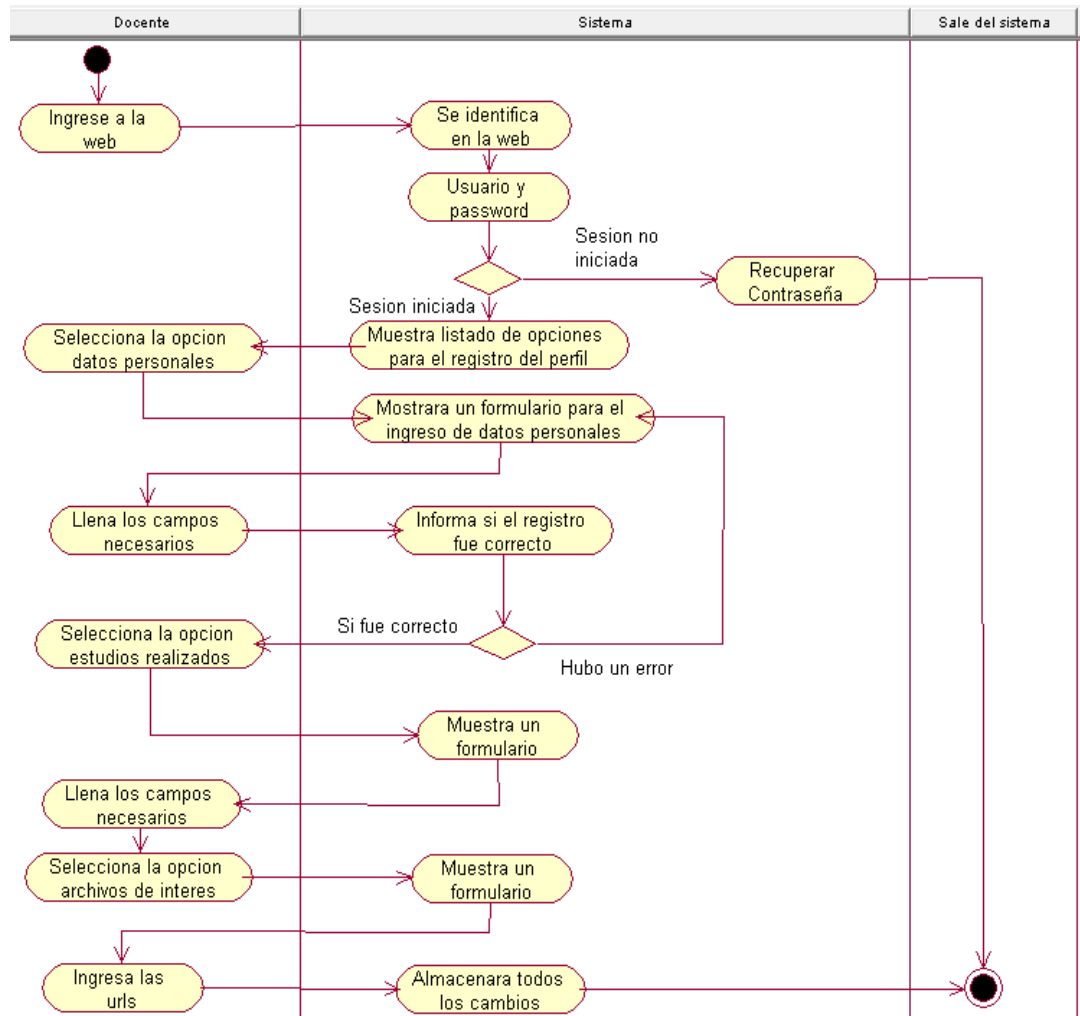 Docente
Sistema
Sale del sistema
Ingrese a la
web
Se identifica
en la web
Usuario y
password
Sesion no
iniciada
Recuperar
Contraseña
Sesion iniciada
Selecciona la opcion
datos personales
Muestra listado de opciones
para el registro del perfil
Mostrara un formulario para el
ingreso de datos personales
Llena los campos
necesarios
Informa si el registro
fue correcto
Si fue correcto
Selecciona la opcion
estudios realizados
Hubo un error
Muestra un
formulario
Llena los campos
necesarios
Selecciona la opcion
archivos de interes
Muestra un
formulario
Ingresa las
urls
Almacenara todos
los cambios